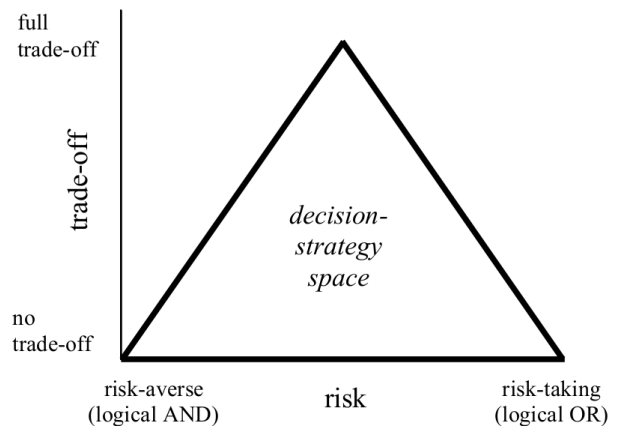 full
trade-off
trade-off
decision-
strategy
space
no
trade-off
risk-averse
(logical AND)
risk
risk-taking
(logical OR)